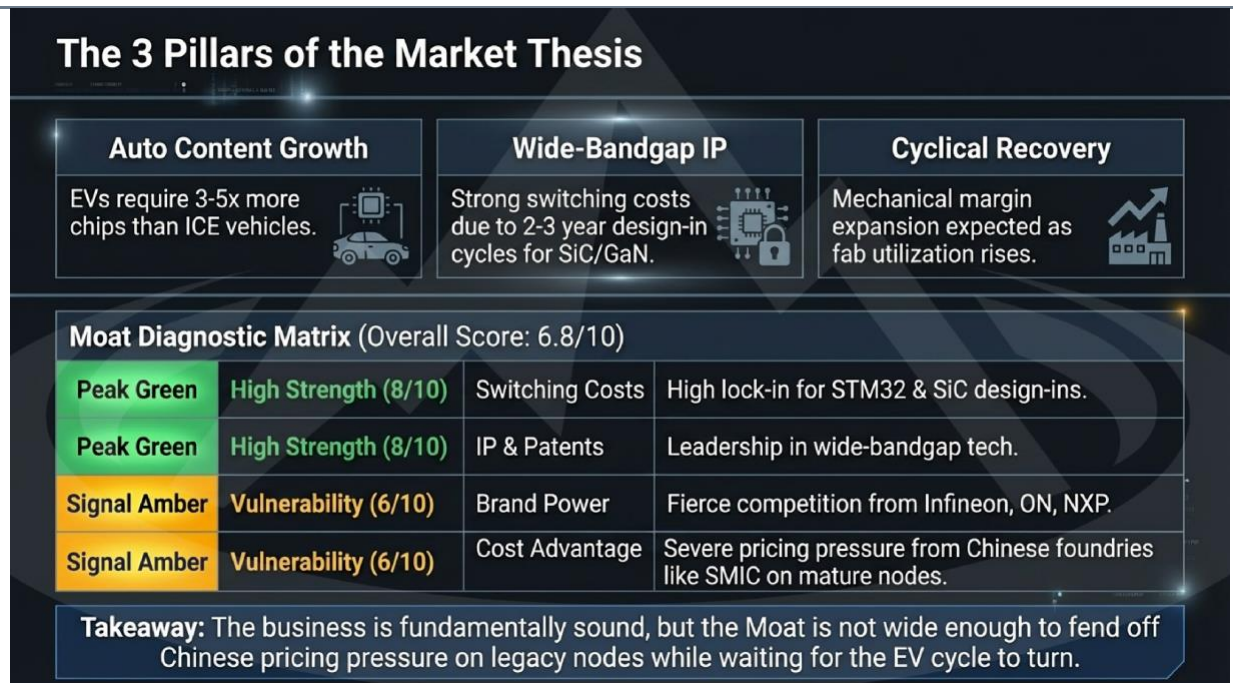 The 3 Pillars of the Market Thesis
Auto Content Growth
EVs require 3-5x more
chips than ICE vehicles.
Wide-Bandgap IP
Strong switching costs
due to 2-3 year design-in
cycles for SiC/GaN.
Cyclical Recovery
Mechanical margin
expansion expected as
fab utilization rises.
Moat Diagnostic Matrix (Overall Score: 6.8/10)
Peak Green High Strength (8/10) Switching Costs High lock-in for STM32 & SiC design-ins.
Peak Green High Strength (8/10) IP & Patents Leadership in wide-bandgap tech.
Signal Amber Vulnerability (6/10) Brand Power Fierce competition from Infineon, ON, NXP.
Signal Amber Vulnerability (6/10) Cost Advantage Severe pricing pressure from Chinese foundries
like SMIC on mature nodes.
Takeaway: The business is fundamentally sound, but the Moat is not wide enough to fend off
Chinese pricing pressure on legacy nodes while waiting for the EV cycle to turn.